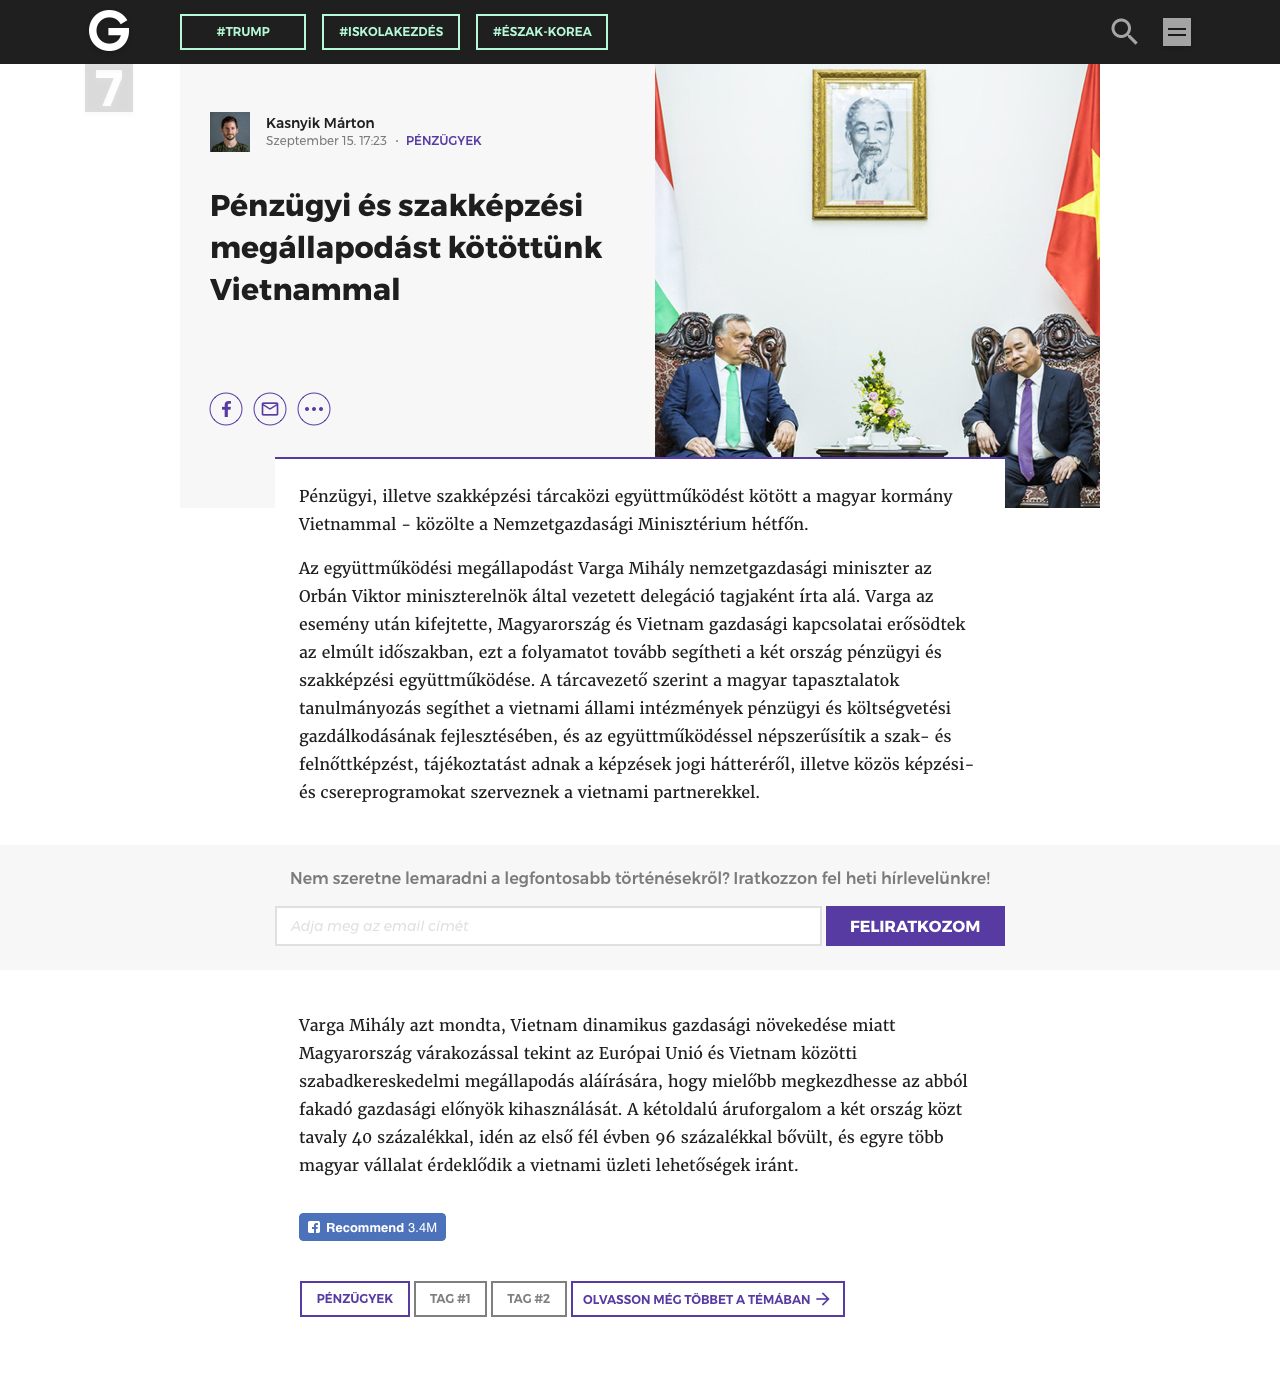 G
7
#TRUMP
#ISKOLAKEZDÉS
#ÉSZAK-KOREA
Kasnyik Márton
Szeptember 15. 17:23 · PÉNZÜGYEK
Pénzügyi és szakképzési
megállapodást kötöttünk
Vietnammal
Pénzügyi, illetve szakképzési tárcaközi együttműködést kötött a magyar kormány
Vietnammal - közölte a Nemzetgazdasági Minisztérium hétfőn.
Az együttműködési megállapodást Varga Mihály nemzetgazdasági miniszter az
Orbán Viktor miniszterelnök által vezetett delegáció tagjaként írta alá. Varga az
esemény után kifejtette, Magyarország és Vietnam gazdasági kapcsolatai erősödtek
az elmúlt időszakban, ezt a folyamatot tovább segítheti a két ország pénzügyi és
szakképzési együttműködése. A tárcavezető szerint a magyar tapasztalatok
tanulmányozás segíthet a vietnami állami intézmények pénzügyi és költségvetési
gazdálkodásának fejlesztésében, és az együttműködéssel népszerűsítik a szak- és
felnőttképzést, tájékoztatást adnak a képzések jogi hátteréről, illetve közös képzési-
és csereprogramokat szerveznek a vietnami partnerekkel.
Nem szeretne lemaradni a legfontosabb történésekről? Iratkozzon fel heti hírlevelünkre!
Adja meg az email címét
FELIRATKOZOM
Varga Mihály azt mondta, Vietnam dinamikus gazdasági növekedése miatt
Magyarország várakozással tekint az Európai Unió és Vietnam közötti
szabadkereskedelmi megállapodás aláírására, hogy mielőbb megkezdhesse az abból
fakadó gazdasági előnyök kihasználását. A kétoldalú áruforgalom a két ország közt
tavaly 40 százalékkal, idén az első fél évben 96 százalékkal bővült, és egyre több
magyar vállalat érdeklődik a vietnami üzleti lehetőségek iránt.
Recommend 3.4M
PÉNZÜGYEK
TAG #1
TAG #2
OLVASSON MÉG TÖBBET A TÉMÁBAN